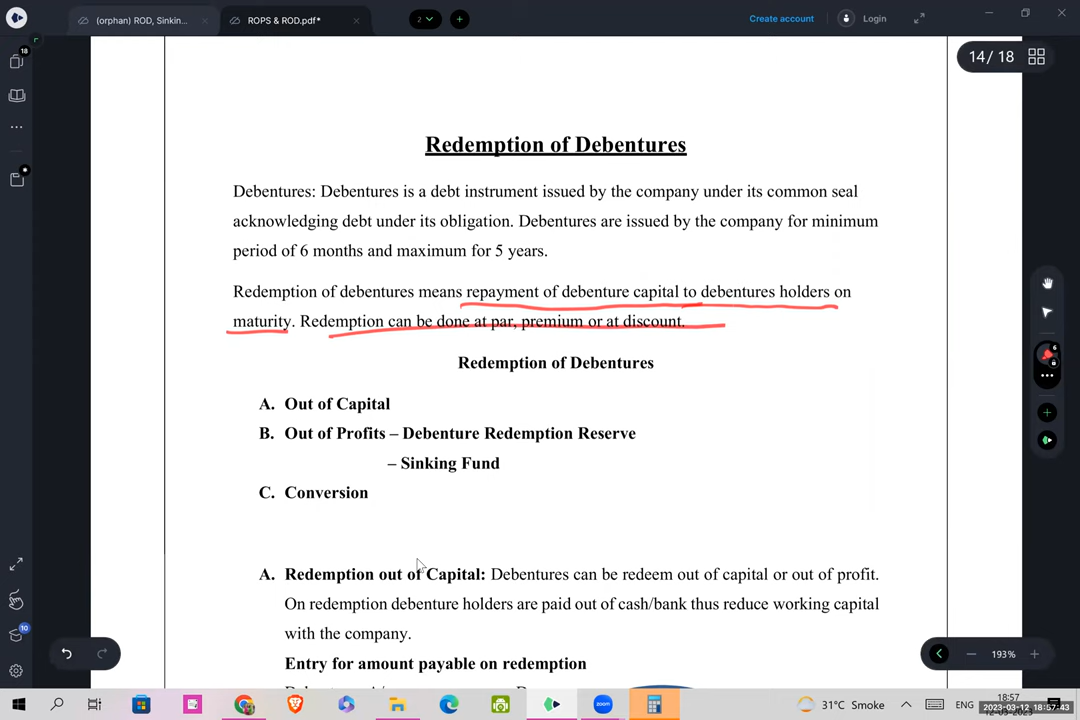 (orphan) ROD, Sinkin...
ROPS & ROD.pdf*
2
Create account
Login
18
14/ 18
Redemption of Debentures
Debentures: Debentures is a debt instrument issued by the company under its common seal
acknowledging debt under its obligation. Debentures are issued by the company for minimum
period of 6 months and maximum for 5 years.
Redemption of debentures means repayment of debenture capital to debentures holders on
maturity. Redemption can be done at par, premium or at discount.
Redemption of Debentures
A. Out of Capital
B. Out of Profits – Debenture Redemption Reserve
– Sinking Fund
C. Conversion
6
A. Redemption out of Capital: Debentures can be redeem out of capital or out of profit.
On redemption debenture holders are paid out of cash/bank thus reduce working capital
with the company.
Entry for amount payable on redemption
10
193%
zoom
31°C Smoke
ENG
18:57
2023-03-12 18:57:43